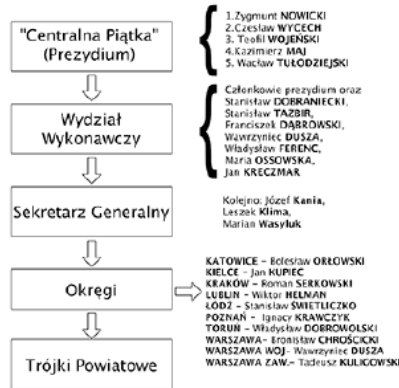 "Centralna Piątka"
(Prezydium)
1.Zygmunt NOWICKI
2.Czesław WYCECH
3. Teofil WOJEŃSKI
4.Kazimierz MAJ
5. Wacław TUŁODZIEJSKI
Wydział
Wykonawczy
Członkowie prezydium oraz
Stanisław DOBRANIECKI,
Stanisław TAZBIR,
Franciszek DĄBROWSKI,
Wawrzyniec DUSZA,
Władysław FERENC,
Maria OSSOWSKA,
Jan KRECZMAR
Sekretarz Generalny
Kolejno: Józef Kania,
Leszek Klima,
Marian Wasyluk
Okręgi
KATOWICE – Bolesław ORŁOWSKI
KIELCE – Jan KUPIEC
KRAKÓW – Roman SERKOWSKI
LUBLIN – Wiktor HELMAN
ŁÓDŹ – Stanisław ŚWIETLICZKO
POZNAŃ – Ignacy KRAWCZYK
TORUŃ – Władysław DOBROWOLSKI
WARSZAWA– Bronisław CHROŚCICKI
WARSZAWA WOJ– Wawrzyniec DUSZA
WARSZAWA ZAW.– Tadeusz KULIGOWSKI
Trójki Powiatowe